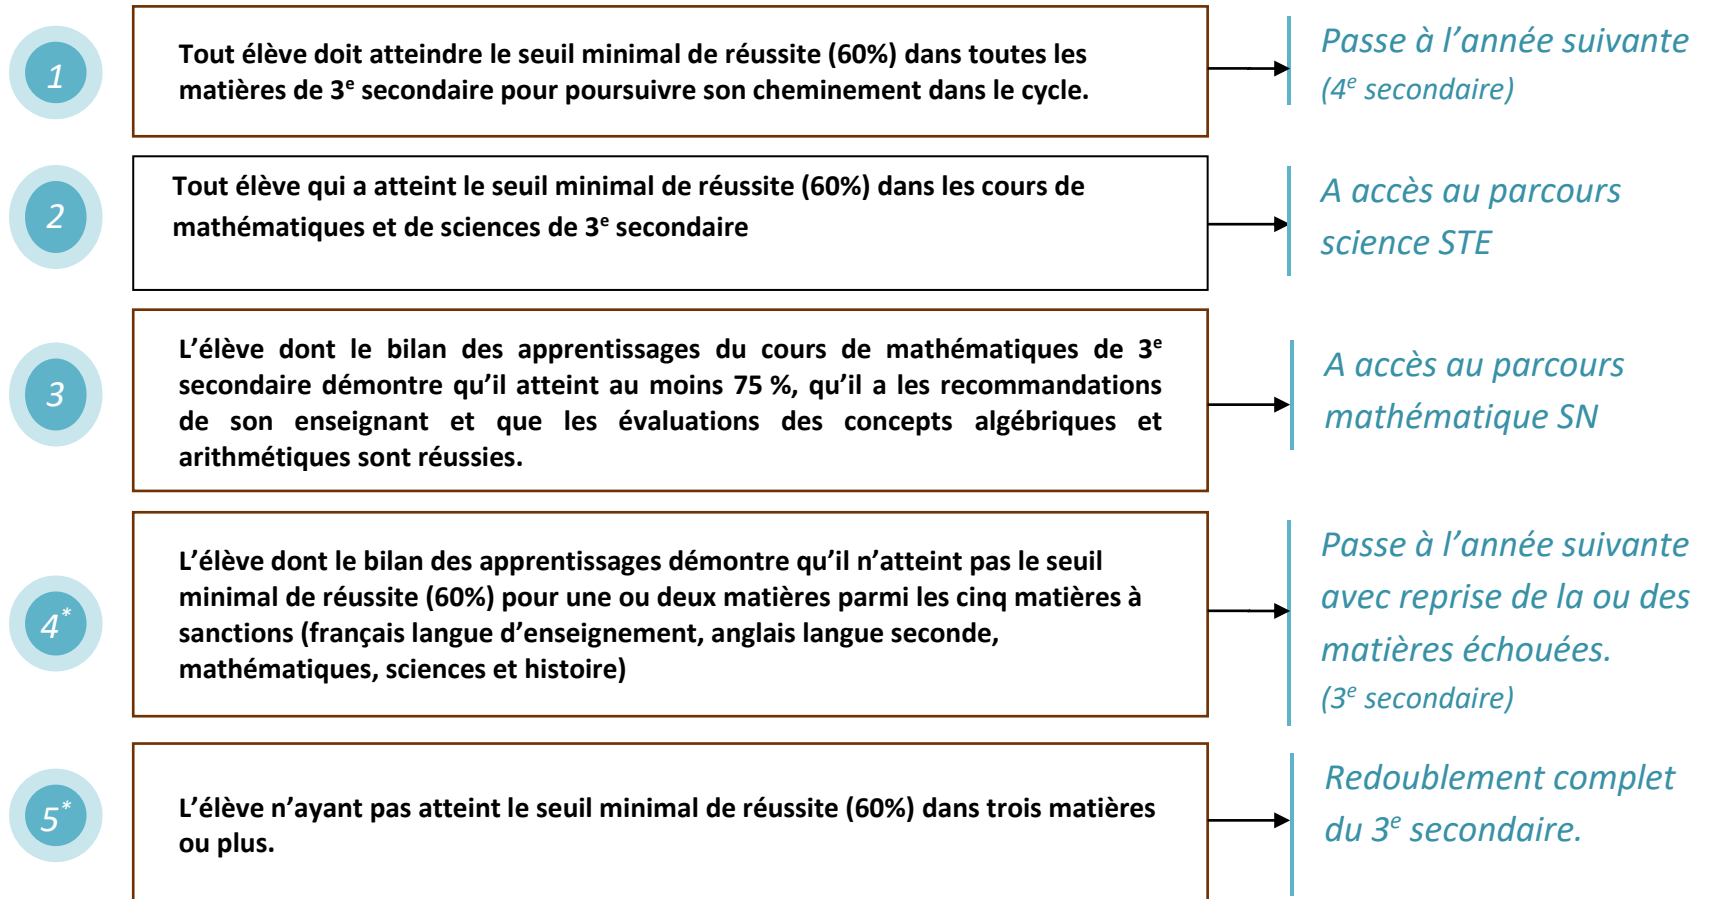 1
Tout élève doit atteindre le seuil minimal de réussite (60%) dans toutes les
matières de 3e secondaire pour poursuivre son cheminement dans le cycle.
Passe à l’année suivante
(4e secondaire)
2
Tout élève qui a atteint le seuil minimal de réussite (60%) dans les cours de
mathématiques et de sciences de 3e secondaire
A accès au parcours
science STE
3
L’élève dont le bilan des apprentissages du cours de mathématiques de 3e
secondaire démontre qu’il atteint au moins 75 %, qu’il a les recommandations
de son enseignant et que les évaluations des concepts algébriques et
arithmétiques sont réussies.
A accès au parcours
mathématique SN
4*
L’élève dont le bilan des apprentissages démontre qu’il n’atteint pas le seuil
minimal de réussite (60%) pour une ou deux matières parmi les cinq matières à
sanctions (français langue d’enseignement, anglais langue seconde,
mathématiques, sciences et histoire)
Passe à l’année suivante
avec reprise de la ou des
matières échouées.
(3e secondaire)
5*
L’élève n’ayant pas atteint le seuil minimal de réussite (60%) dans trois matières
ou plus.
Redoublement complet
du 3e secondaire.